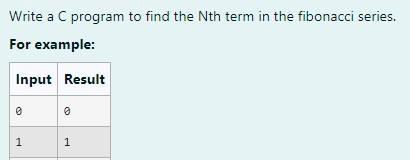 Write a C program to find the Nth term in the fibonacci series.
For example:
Input Result
0 0
1 1